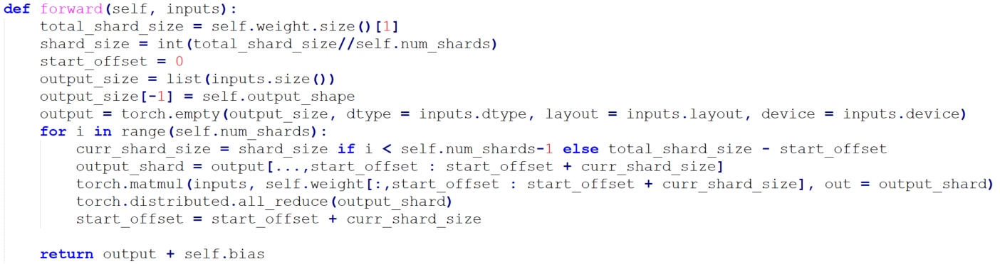 def forward(self, inputs):
    total_shard_size = self.weight.size()[1]
    shard_size = int(total_shard_size//self.num_shards)
    start_offset = 0
    output_size = list(inputs.size())
    output_size[-1] = self.output_shape
    output = torch.empty(output_size, dtype = inputs.dtype, layout = inputs.layout, device = inputs.device)
    for i in range(self.num_shards):
        curr_shard_size = shard_size if i < self.num_shards-1 else total_shard_size - start_offset
        output_shard = output[...,start_offset : start_offset + curr_shard_size]
        torch.matmul(inputs, self.weight[:,start_offset : start_offset + curr_shard_size], out = output_shard)
        torch.distributed.all_reduce(output_shard)
        start_offset = start_offset + curr_shard_size
    return output + self.bias